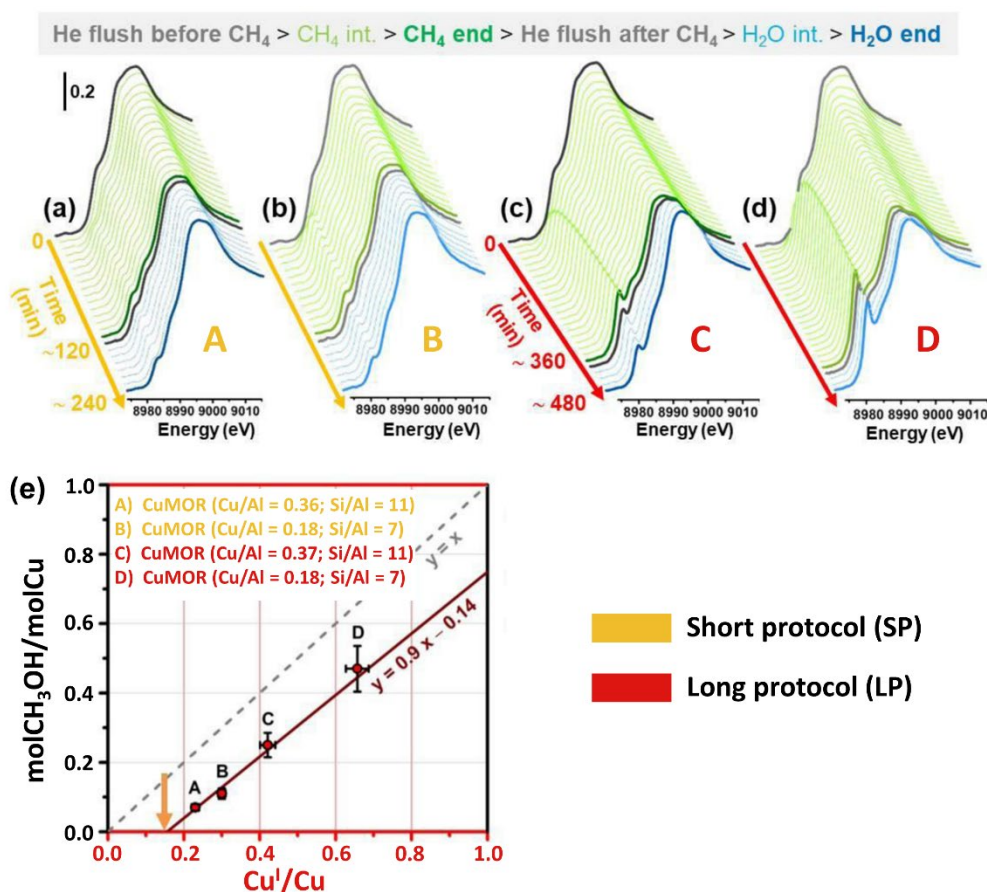 He flush before CH₄ > CH₄ int. > CH₄ end > He flush after CH₄ > H₂O int. > H₂O end
0.2
(a)
(b)
(c)
(d)
0
Time
(min)
~120
~ 240
A
B
0
Time
(min)
~ 360
~ 480
C
D
8980 8990 9000 9010
Energy (eV)
8980 8990 9000 9010
Energy (eV)
8980 8990 9000 9010
Energy (eV)
8980 8990 9000 9010
Energy (eV)
(e)
A) CuMOR (Cu/Al = 0.36; Si/Al = 11)
B) CuMOR (Cu/Al = 0.18; Si/Al = 7)
C) CuMOR (Cu/Al = 0.37; Si/Al = 11)
D) CuMOR (Cu/Al = 0.18; Si/Al = 7)
y = x
y = 0.9 x – 0.14
A
B
C
D
molCH₃OH/molCu
1.0
0.8
0.6
0.4
0.2
0.0
0.0 0.2 0.4 0.6 0.8 1.0
Cuᴵ/Cu
Short protocol (SP)
Long protocol (LP)